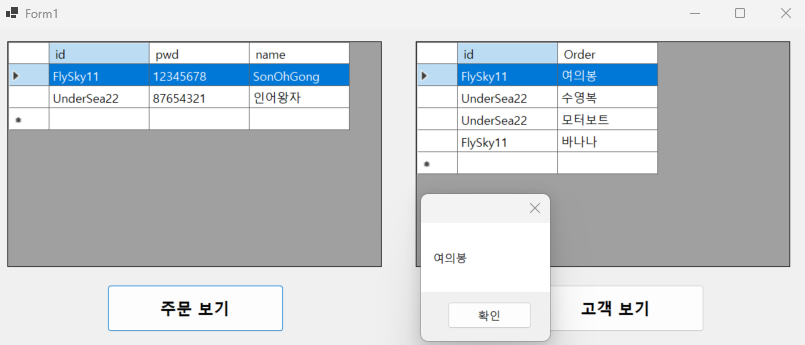 Form1
id pwd name
FlySky11 12345678 SonOhGong
UnderSea22 87654321 인어왕자
id Order
FlySky11 여의봉
UnderSea22 수영복
UnderSea22 모터보트
FlySky11 바나나
여의봉
확인
주문 보기
고객 보기